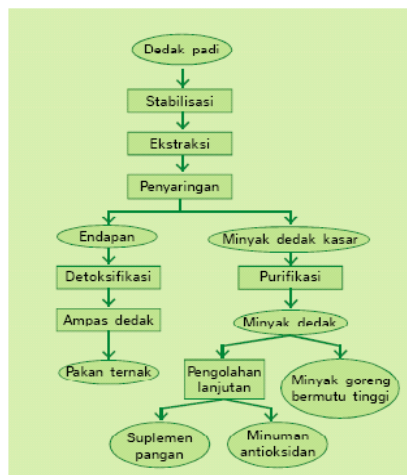 Dedak padi
Stabilisasi
Ekstraksi
Penyaringan
Endapan
Minyak dedak kasar
Detoksifikasi
Purifikasi
Ampas dedak
Minyak dedak
Pakan ternak
Pengolahan
lanjutan
Minyak goreng
bermutu tinggi
Suplemen
pangan
Minuman
antioksidan